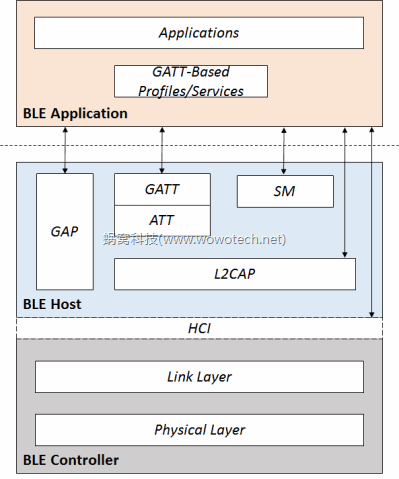 Applications
GATT-Based
Profiles/Services
BLE Application
GATT
SM
ATT
GAP
蜗窝科技(www.wowotech.net)
L2CAP
BLE Host
HCI
Link Layer
Physical Layer
BLE Controller